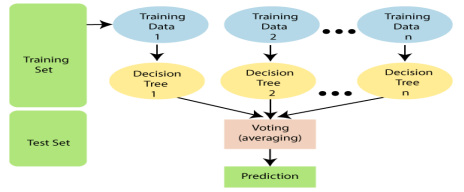 Training
Set
Test Set
Training
Data
1
Training
Data
2
Training
Data
n
Decision
Tree
1
Decision
Tree
2
Decision
Tree
n
Voting
(averaging)
Prediction